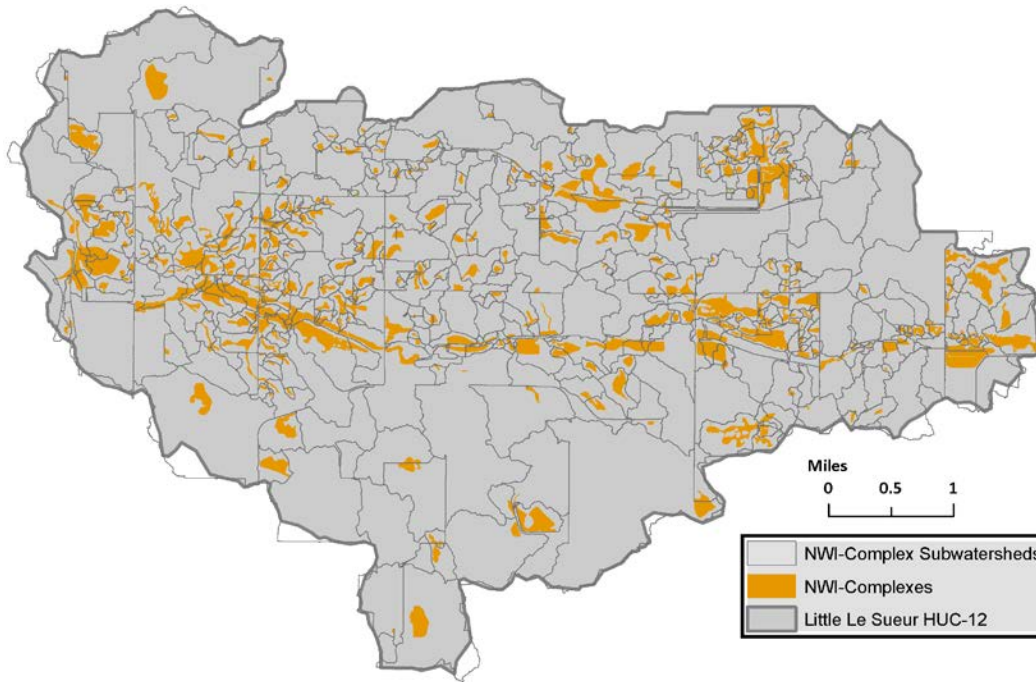 Miles
0 0.5 1
NWI-Complex Subwatersheds
NWI-Complexes
Little Le Sueur HUC-12